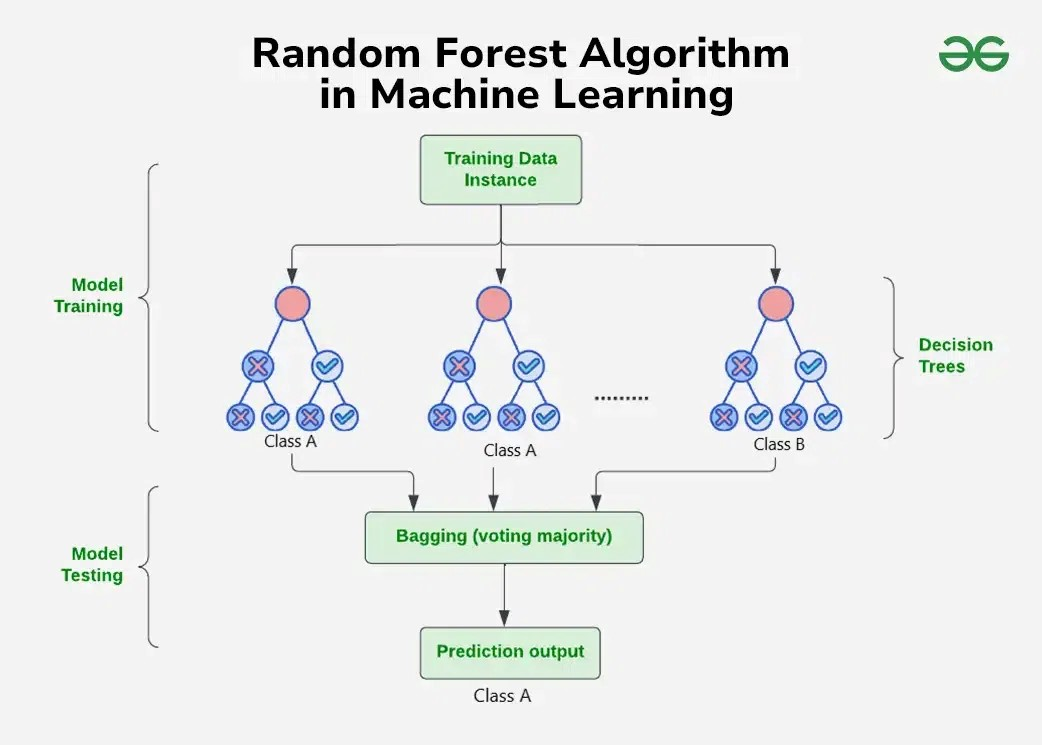 Random Forest Algorithm
in Machine Learning
Training Data
Instance
Model
Training
Decision
Trees
Class A
Class A
.........
Class B
Bagging (voting majority)
Model
Testing
Prediction output
Class A